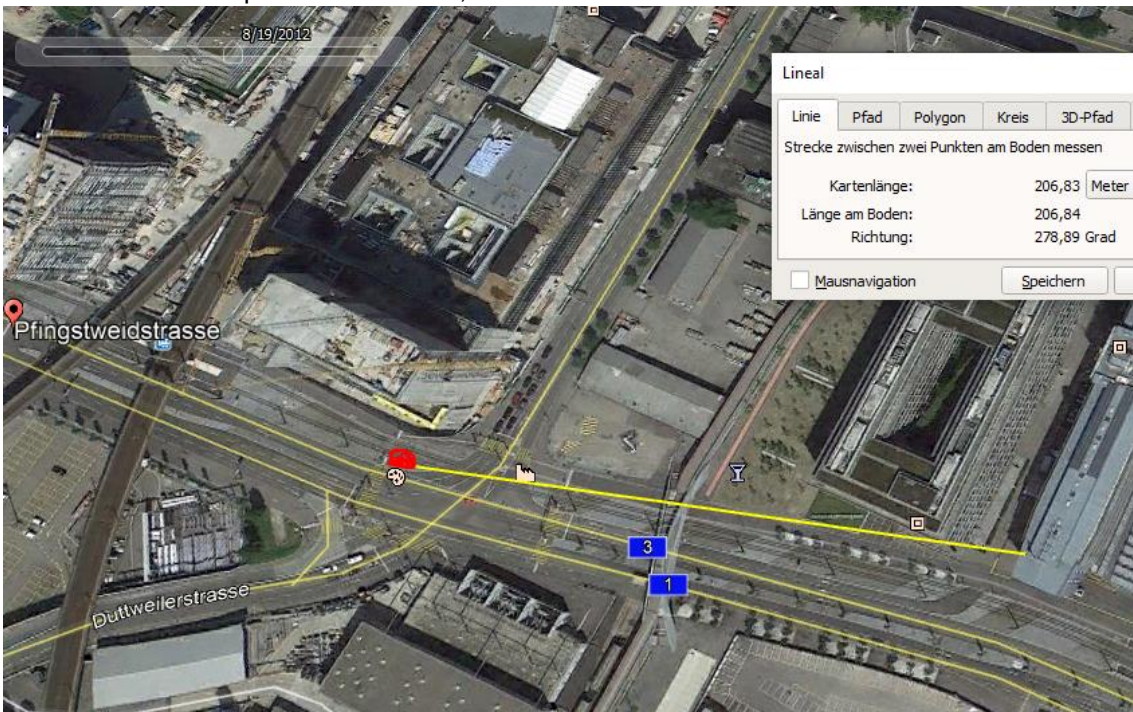 8/19/2012
Lineal
Linie Pfad Polygon Kreis 3D-Pfad
Strecke zwischen zwei Punkten am Boden messen
Kartenlänge: 206,83 Meter
Länge am Boden: 206,84
Richtung: 278,89 Grad
Mausnavigation Speichern
Pfingstweidstrasse
3
1
Duttweilerstrasse